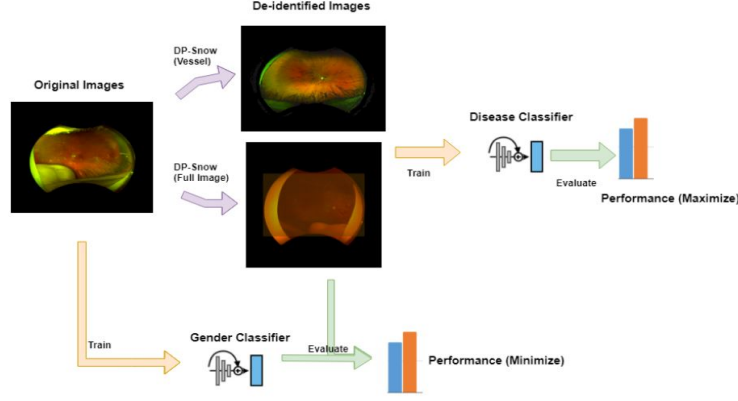 De-identified Images
DP-Snow
(Vessel)
Original Images
DP-Snow
(Full Image)
Disease Classifier
Train
Evaluate
Performance (Maximize)
Train
Gender Classifier
Evaluate
Performance (Minimize)